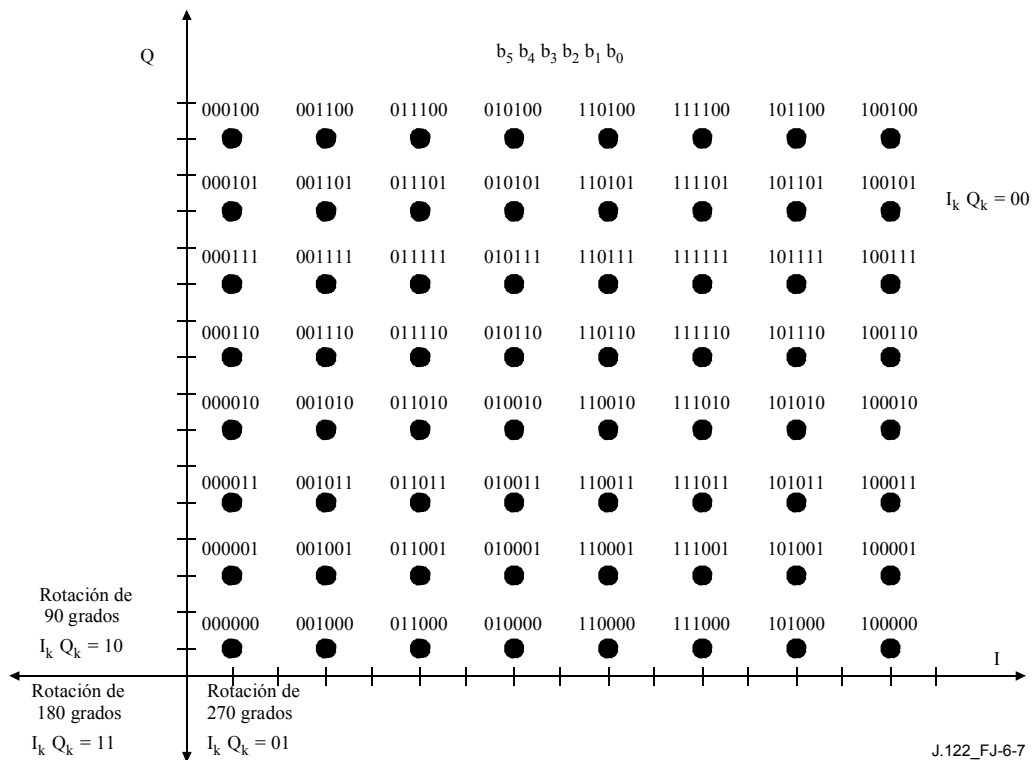 Q
b5 b4 b3 b2 b1 b0
000100 001100 011100 010100 110100 111100 101100 100100
000101 001101 011101 010101 110101 111101 101101 100101
Ik Qk = 00
000111 001111 011111 010111 110111 111111 101111 100111
000110 001110 011110 010110 110110 111110 101110 100110
000010 001010 011010 010010 110010 111010 101010 100010
000011 001011 011011 010011 110011 111011 101011 100011
000001 001001 011001 010001 110001 111001 101001 100001
Rotación de
90 grados
Ik Qk = 10
000000 001000 011000 010000 110000 111000 101000 100000
I
Rotación de
180 grados
Ik Qk = 11
Rotación de
270 grados
Ik Qk = 01
J.122_FJ-6-7